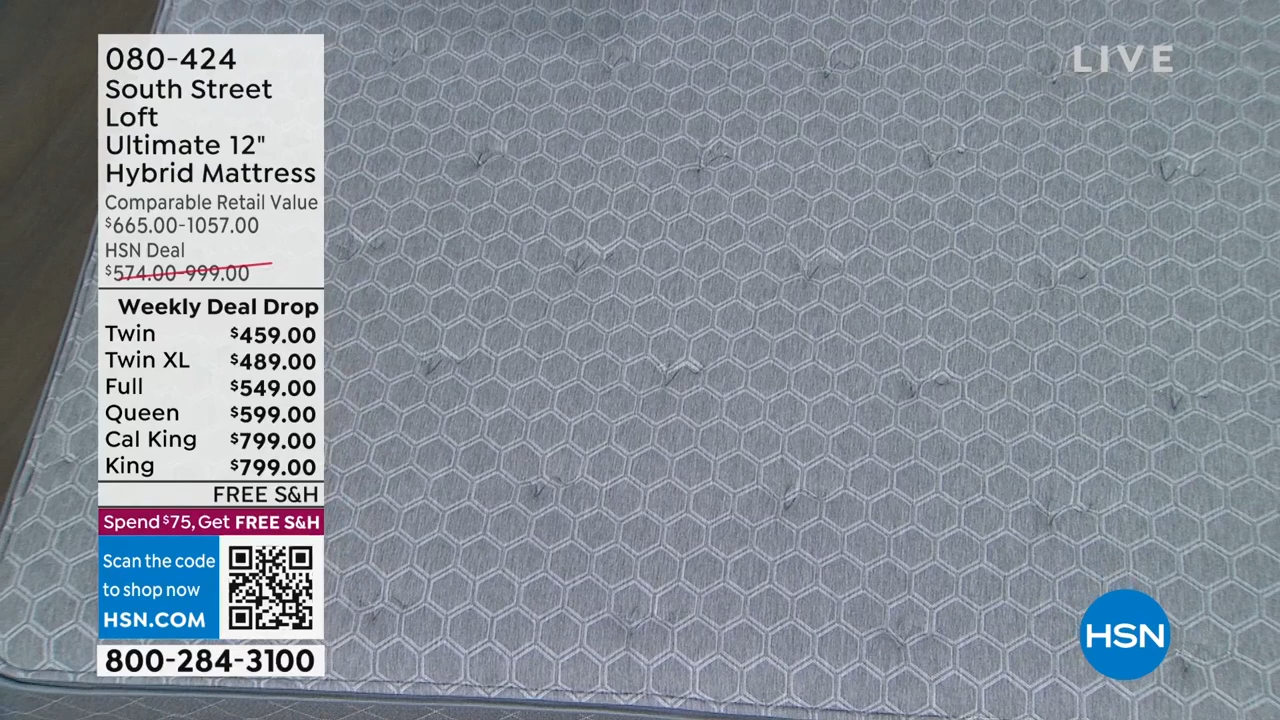 080-424
South Street
Loft
Ultimate 12"
Hybrid Mattress
Comparable Retail Value
$665.00-1057.00
HSN Deal
$574.00-999.00
Weekly Deal Drop
Twin $459.00
Twin XL $489.00
Full $549.00
Queen $599.00
Cal King $799.00
King $799.00
FREE S&H
Spend $75, Get FREE S&H
Scan the code
to shop now
HSN.COM
800-284-3100
LIVE
HSN